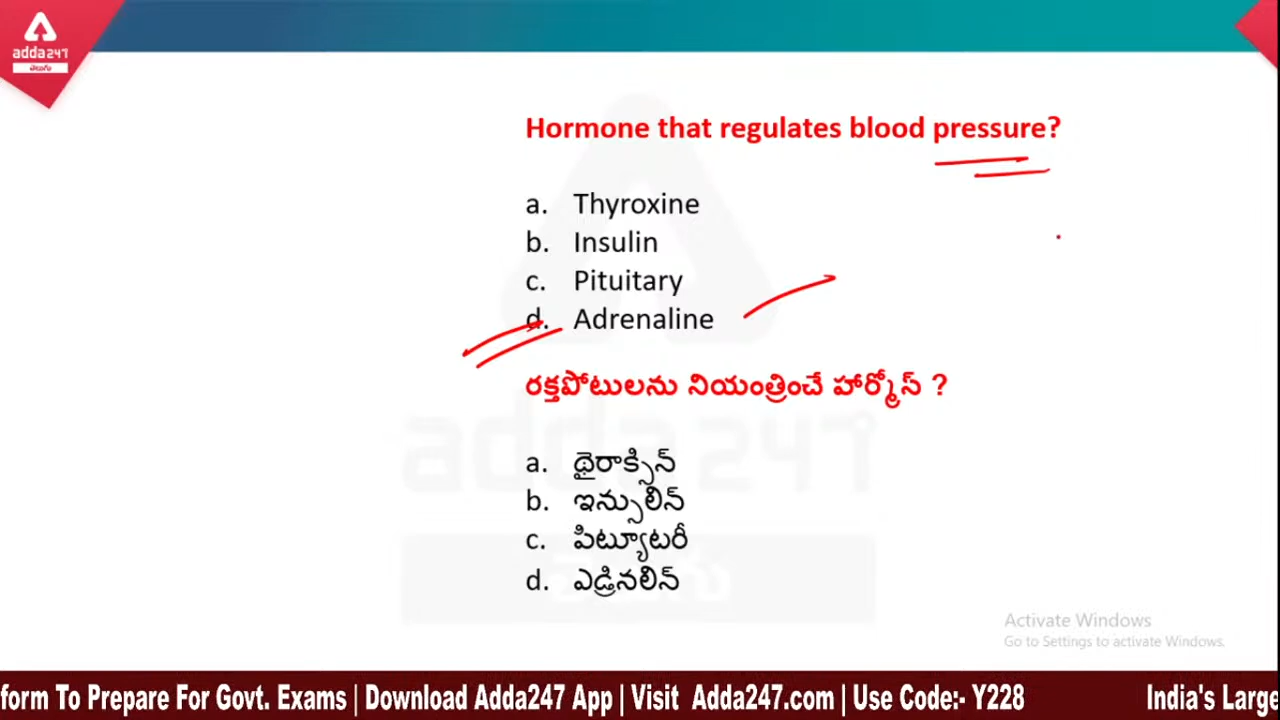 adda247
తెలుగు
Hormone that regulates blood pressure?
a. Thyroxine
b. Insulin
c. Pituitary
d. Adrenaline
రక్తపోటులను నియంత్రించే హార్మోస్ ?
a. థైరాక్సిన్
b. ఇన్సులిన్
c. పిట్యూటరీ
d. ఎడ్రినలిన్
adda247
Activate Windows
Go to Settings to activate Windows.
form To Prepare For Govt. Exams | Download Adda247 App | Visit Adda247.com | Use Code:- Y228 India's Large